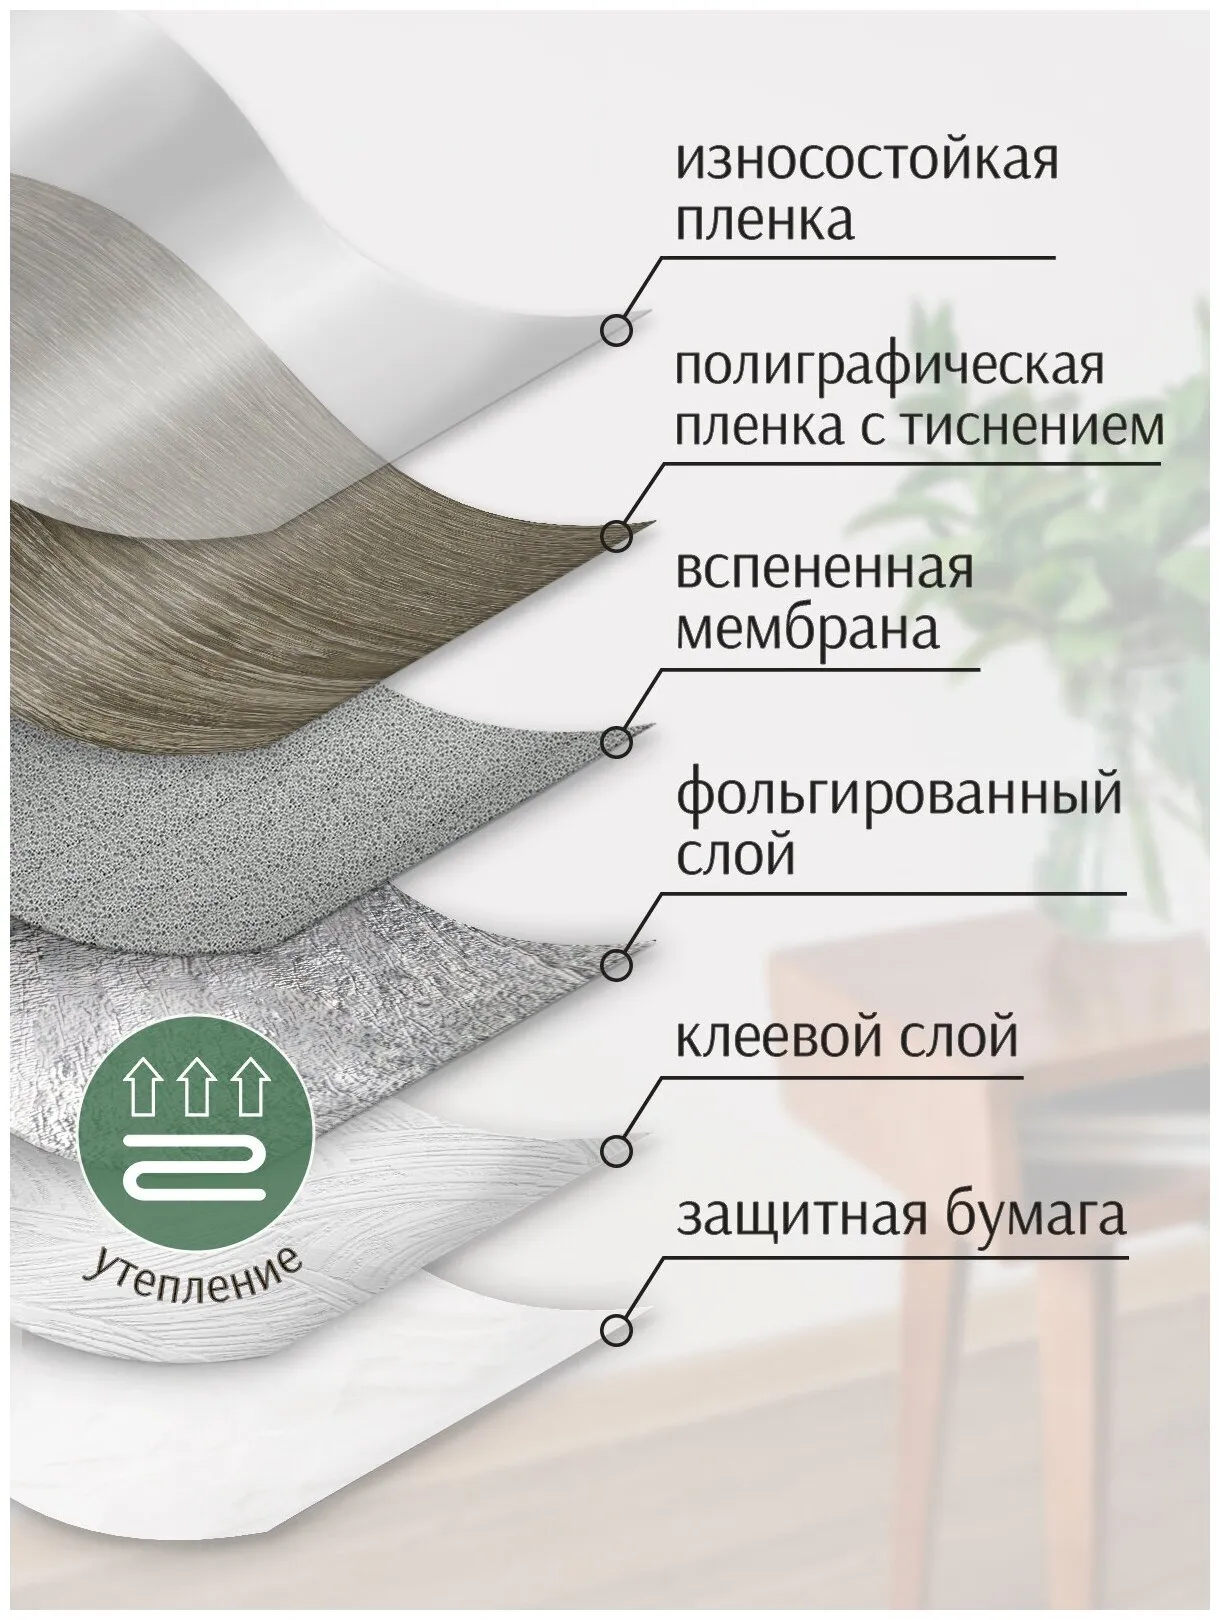 износостойкая
пленка
полиграфическая
пленка с тиснением
вспененная
мембрана
фольгированный
слой
клеевой слой
защитная бумага
утепление